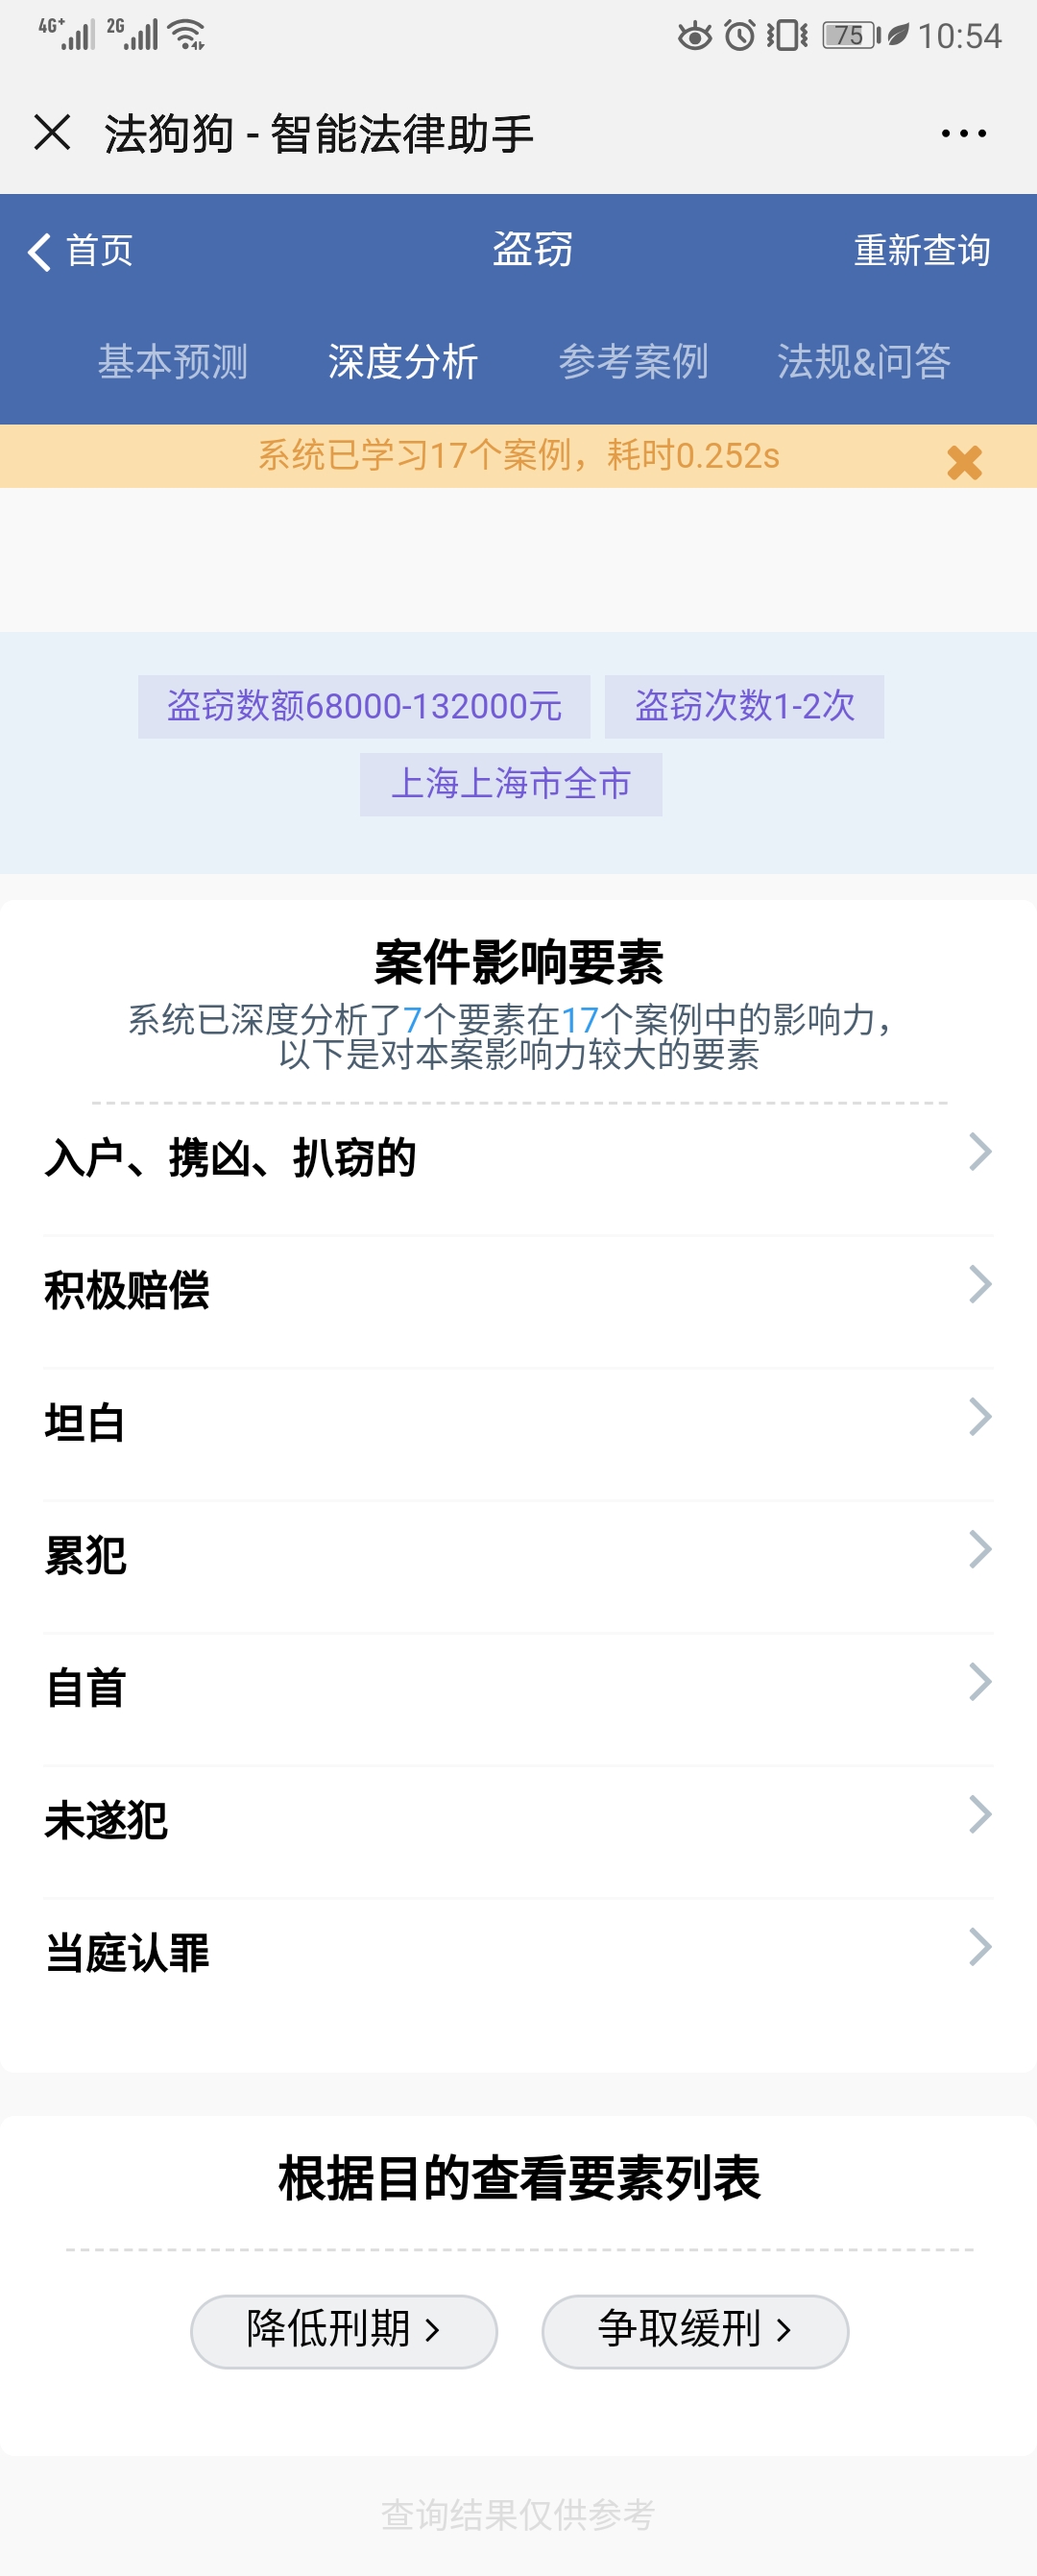 4G+ 2G 75 10:54
法狗狗 - 智能法律助手
首页 盗窃 重新查询
基本预测 深度分析 参考案例 法规&问答
系统已学习17个案例，耗时0.252s
盗窃数额68000-132000元 盗窃次数1-2次
上海上海市全市
案件影响要素
系统已深度分析了7个要素在17个案例中的影响力，
以下是对本案影响力较大的要素
入户、携凶、扒窃的
积极赔偿
坦白
累犯
自首
未遂犯
当庭认罪
根据目的查看要素列表
降低刑期 争取缓刑
查询结果仅供参考